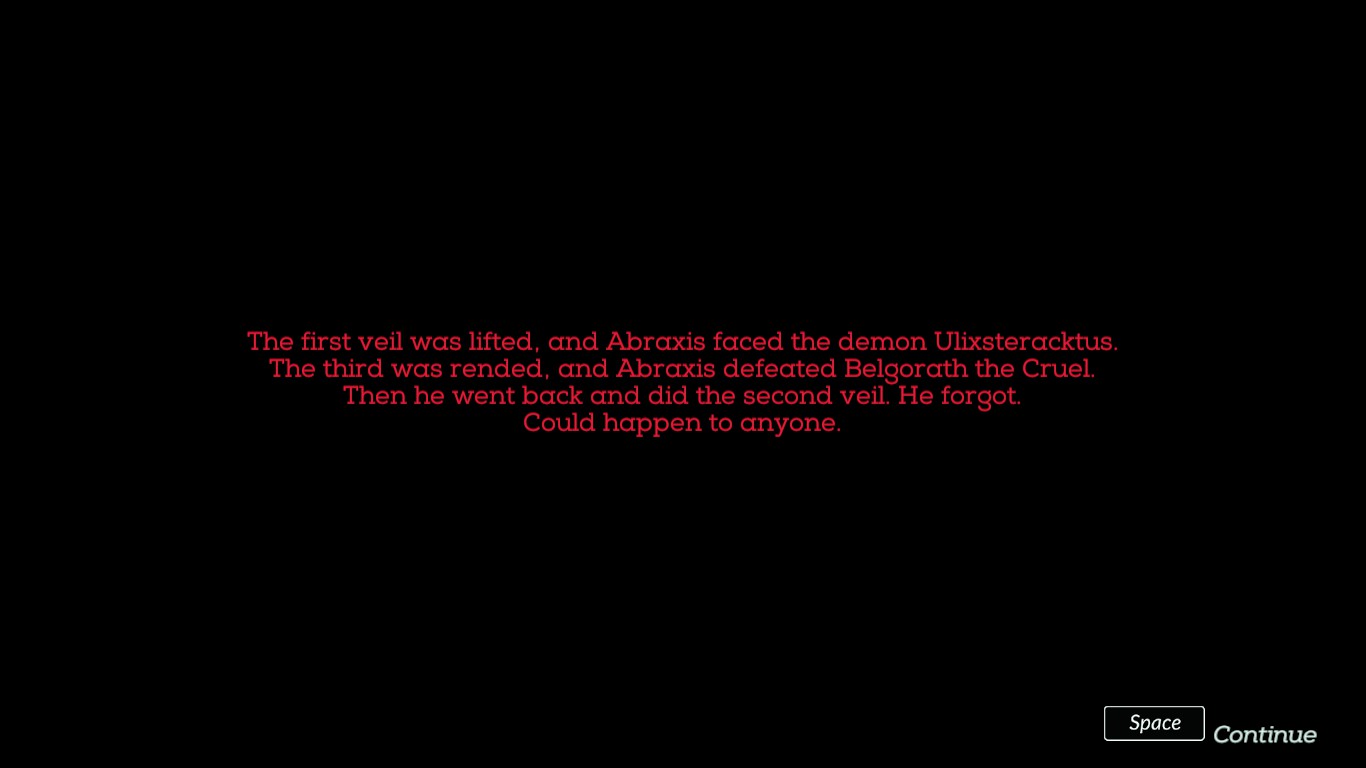 The first veil was lifted, and Abraxis faced the demon Ulixsteracktus.
The third was rended, and Abraxis defeated Belgorath the Cruel.
Then he went back and did the second veil. He forgot.
Could happen to anyone.
Space
Continue